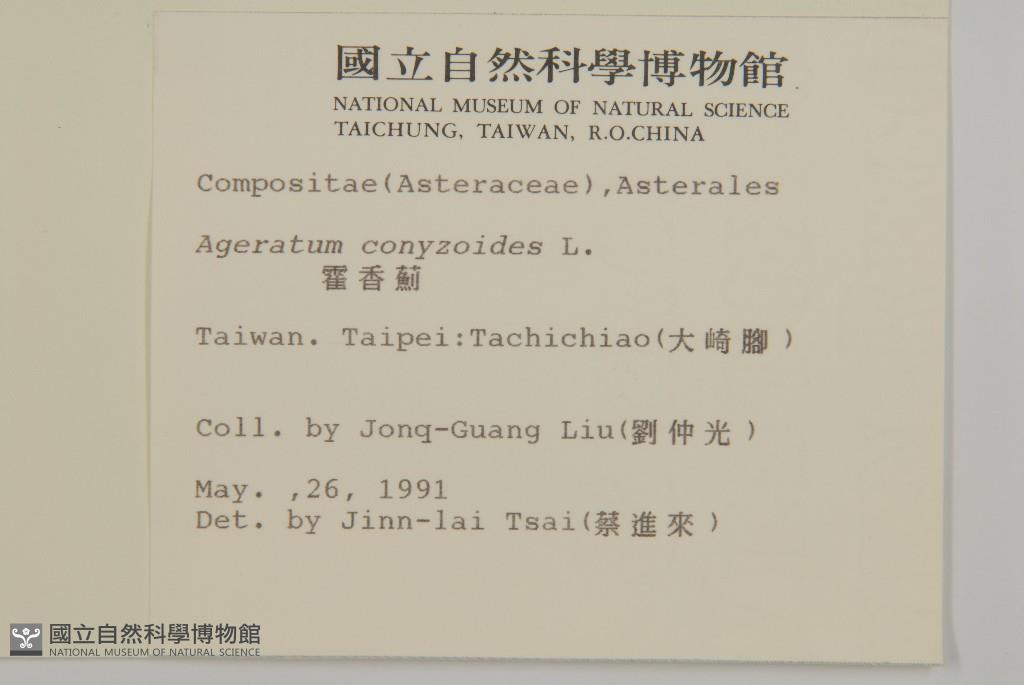 國立自然科學博物館
NATIONAL MUSEUM OF NATURAL SCIENCE
TAICHUNG, TAIWAN, R.O.CHINA
Compositae(Asteraceae),Asterales
Ageratum conyzoides L.
霍香薊
Taiwan. Taipei:Tachichiao(大崎腳)
Coll. by Jonq-Guang Liu(劉仲光)
May. ,26, 1991
Det. by Jinn-lai Tsai(蔡進來)
國立自然科學博物館
NATIONAL MUSEUM OF NATURAL SCIENCE